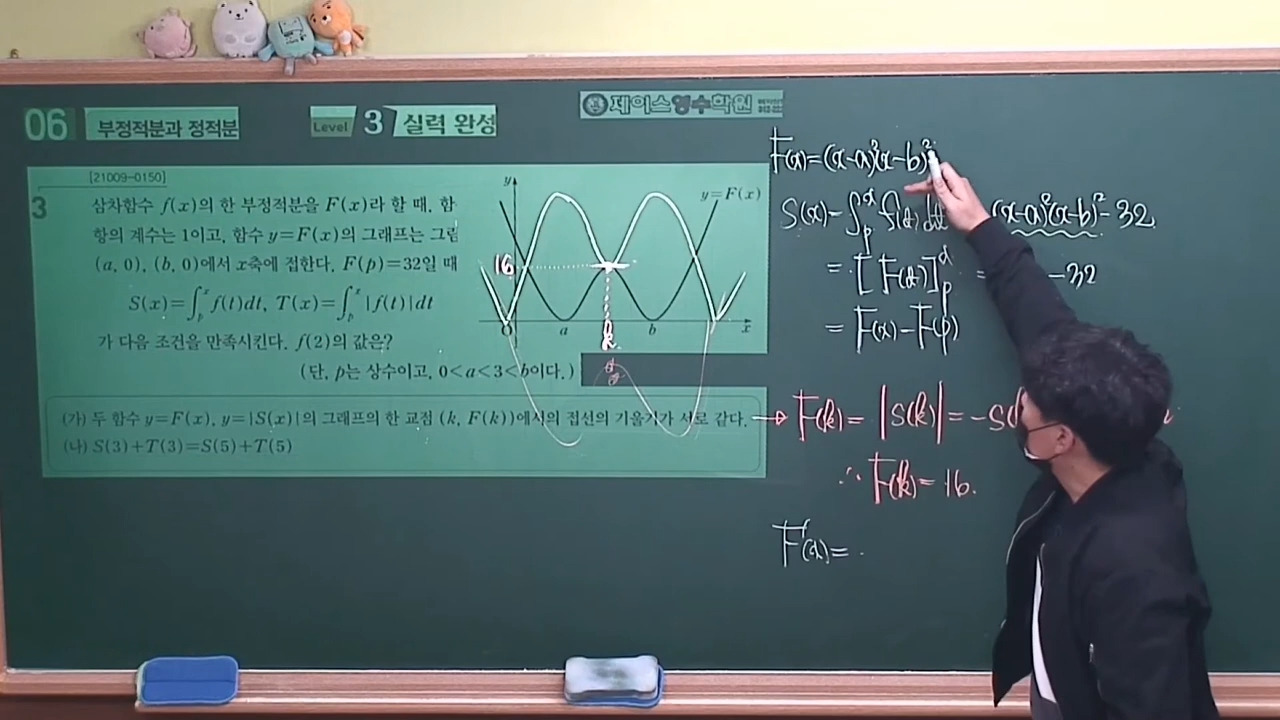 06 부정적분과 정적분
Level 3 실력 완성
제이스영수학원
[21009-0150]
3
삼차함수 f(x)의 한 부정적분을 F(x)라 할 때, 함
항의 계수는 1이고, 함수 y=F(x)의 그래프는 그림
(a, 0), (b, 0)에서 x축에 접한다. F(p)=32일 때
S(x)=∫ₚˣ f(t)dt, T(x)=∫ₚˣ |f(t)|dt
가 다음 조건을 만족시킨다. f(2)의 값은?
(단, p는 상수이고, 0<a<3<b이다.)
(가) 두 함수 y=F(x), y=|S(x)|의 그래프의 한 교점 (k, F(k))에서의 접선의 기울기가 서로 같다.
(나) S(3)+T(3)=S(5)+T(5)
y
y=F(x)
16
O
a
k
b
x
F(x)=(x-a)²(x-b)²
S(x)=∫ₚˣ f(t)dt (x-a)²(x-b)²-32
=[F(t)]ₚˣ = -32
=F(x)-F(p)
→ F(k)=|S(k)|=-S(
∴ F(k)=16.
F'(x)=